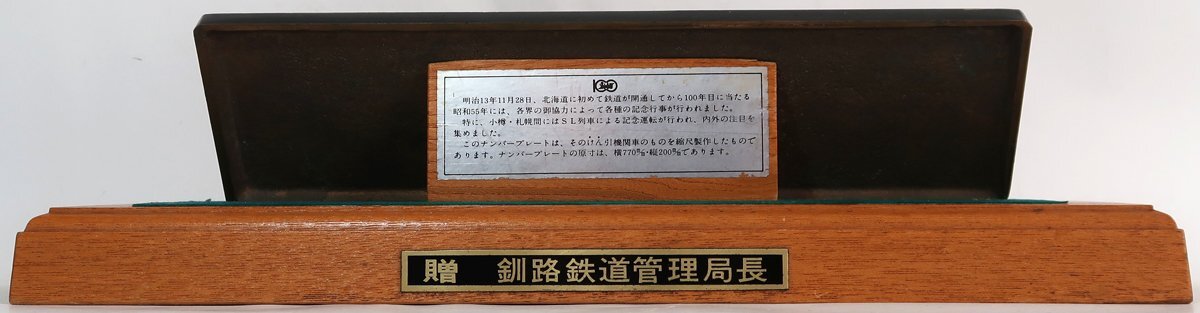 100
明治13年11月28日、北海道に初めて鉄道が開通してから100年目に当たる
昭和55年には、各界の御協力によって各種の記念行事が行われました。
特に、小樽・札幌間にはSL列車による記念運転が行われ、内外の注目を
集めました。
このナンバープレートは、そのけん引機関車のものを縮尺製作したもので
あります。ナンバープレートの原寸は、横770㎜・縦200㎜であります。
贈 釧路鉄道管理局長